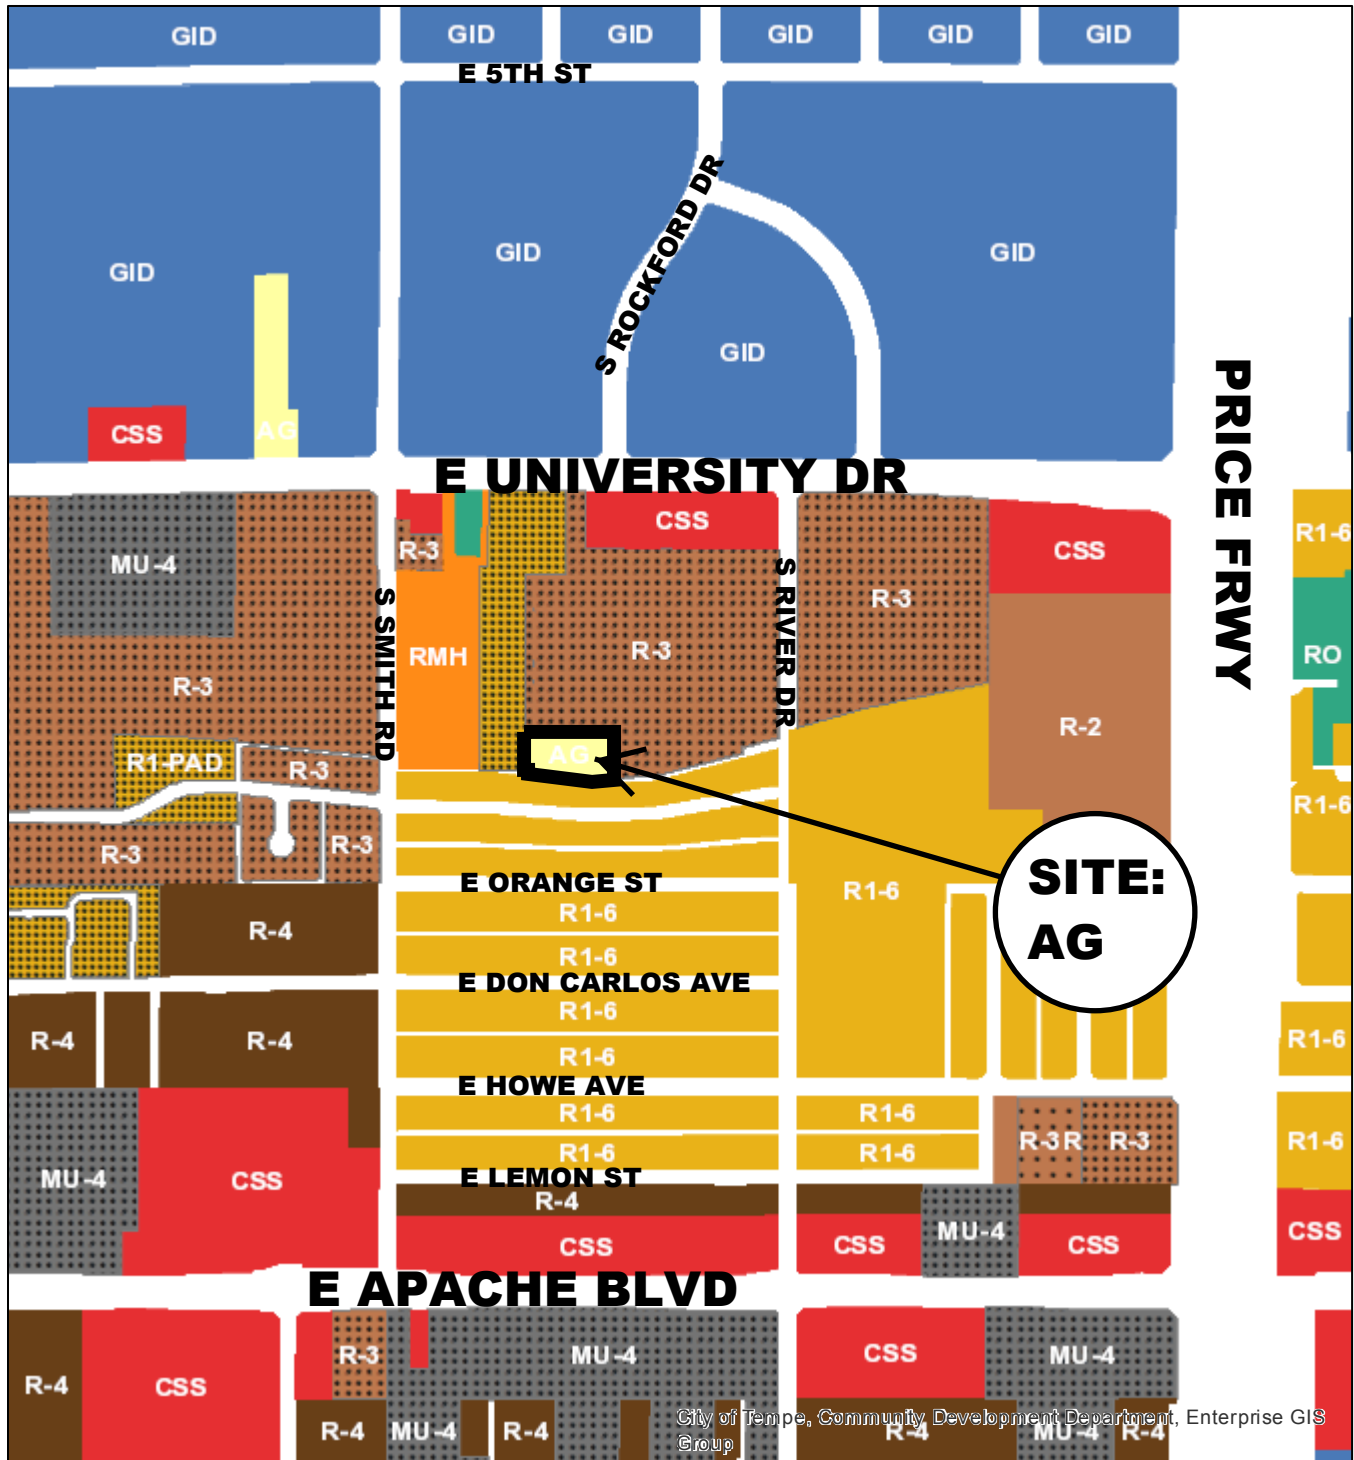 GID
GID
GID
GID
GID
GID
E 5TH ST
S ROCKFORD DR
GID
GID
GID
GID
CSS
AG
PRICE FRWY
E UNIVERSITY DR
CSS
R1-6
MU-4
R-3
CSS
S RIVER DR
R-3
S SMITH RD
RMH
R-3
RO
R-3
R-2
R1-PAD
R-3
AG
R1-6
R-3
R-3
E ORANGE ST
SITE:
AG
R1-6
R1-6
R-4
R1-6
E DON CARLOS AVE
R1-6
R-4
R-4
R1-6
R1-6
E HOWE AVE
R1-6
R1-6
R1-6
R1-6
R-3R
R-3
R1-6
MU-4
CSS
E LEMON ST
R-4
CSS
CSS
MU-4
CSS
CSS
E APACHE BLVD
R-3
MU-4
CSS
MU-4
R-4
CSS
R-4
MU-4
R-4
R-4
MU-4
R-4
City of Tempe, Community Development Department, Enterprise GIS
Group